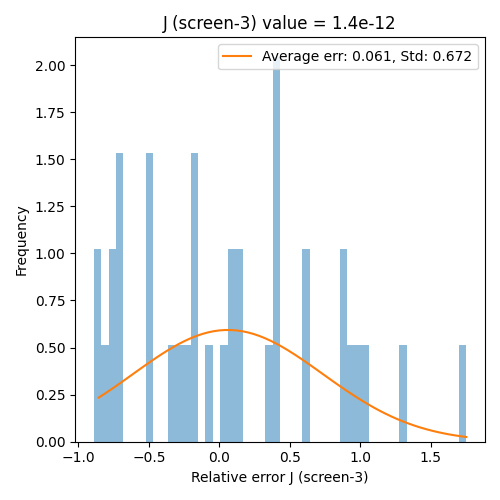 J (screen-3) value = 1.4e-12
Average err: 0.061, Std: 0.672
2.00
1.75
1.50
1.25
1.00
0.75
0.50
0.25
0.00
Frequency
−1.0 −0.5 0.0 0.5 1.0 1.5
Relative error J (screen-3)